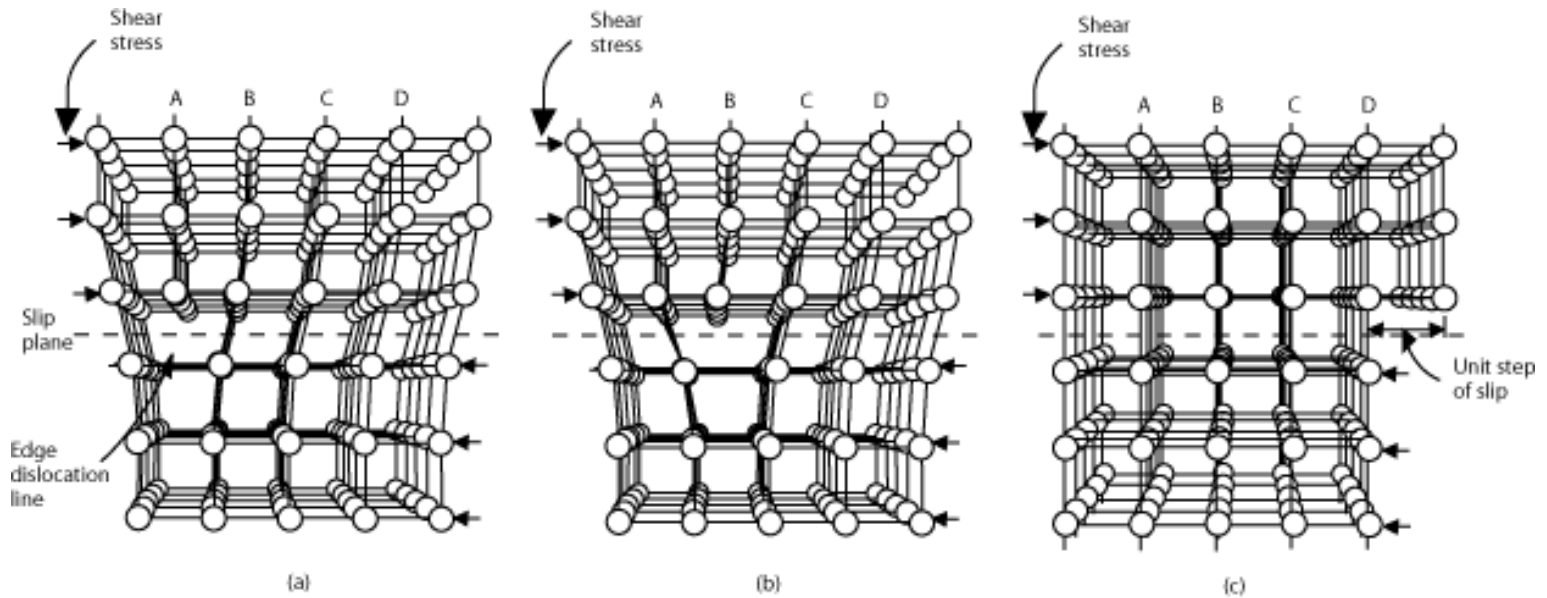 Shear
stress
A B C D
Slip
plane
Edge
dislocation
line
(a)
Shear
stress
A B C D
(b)
Shear
stress
A B C D
Unit step
of slip
(c)